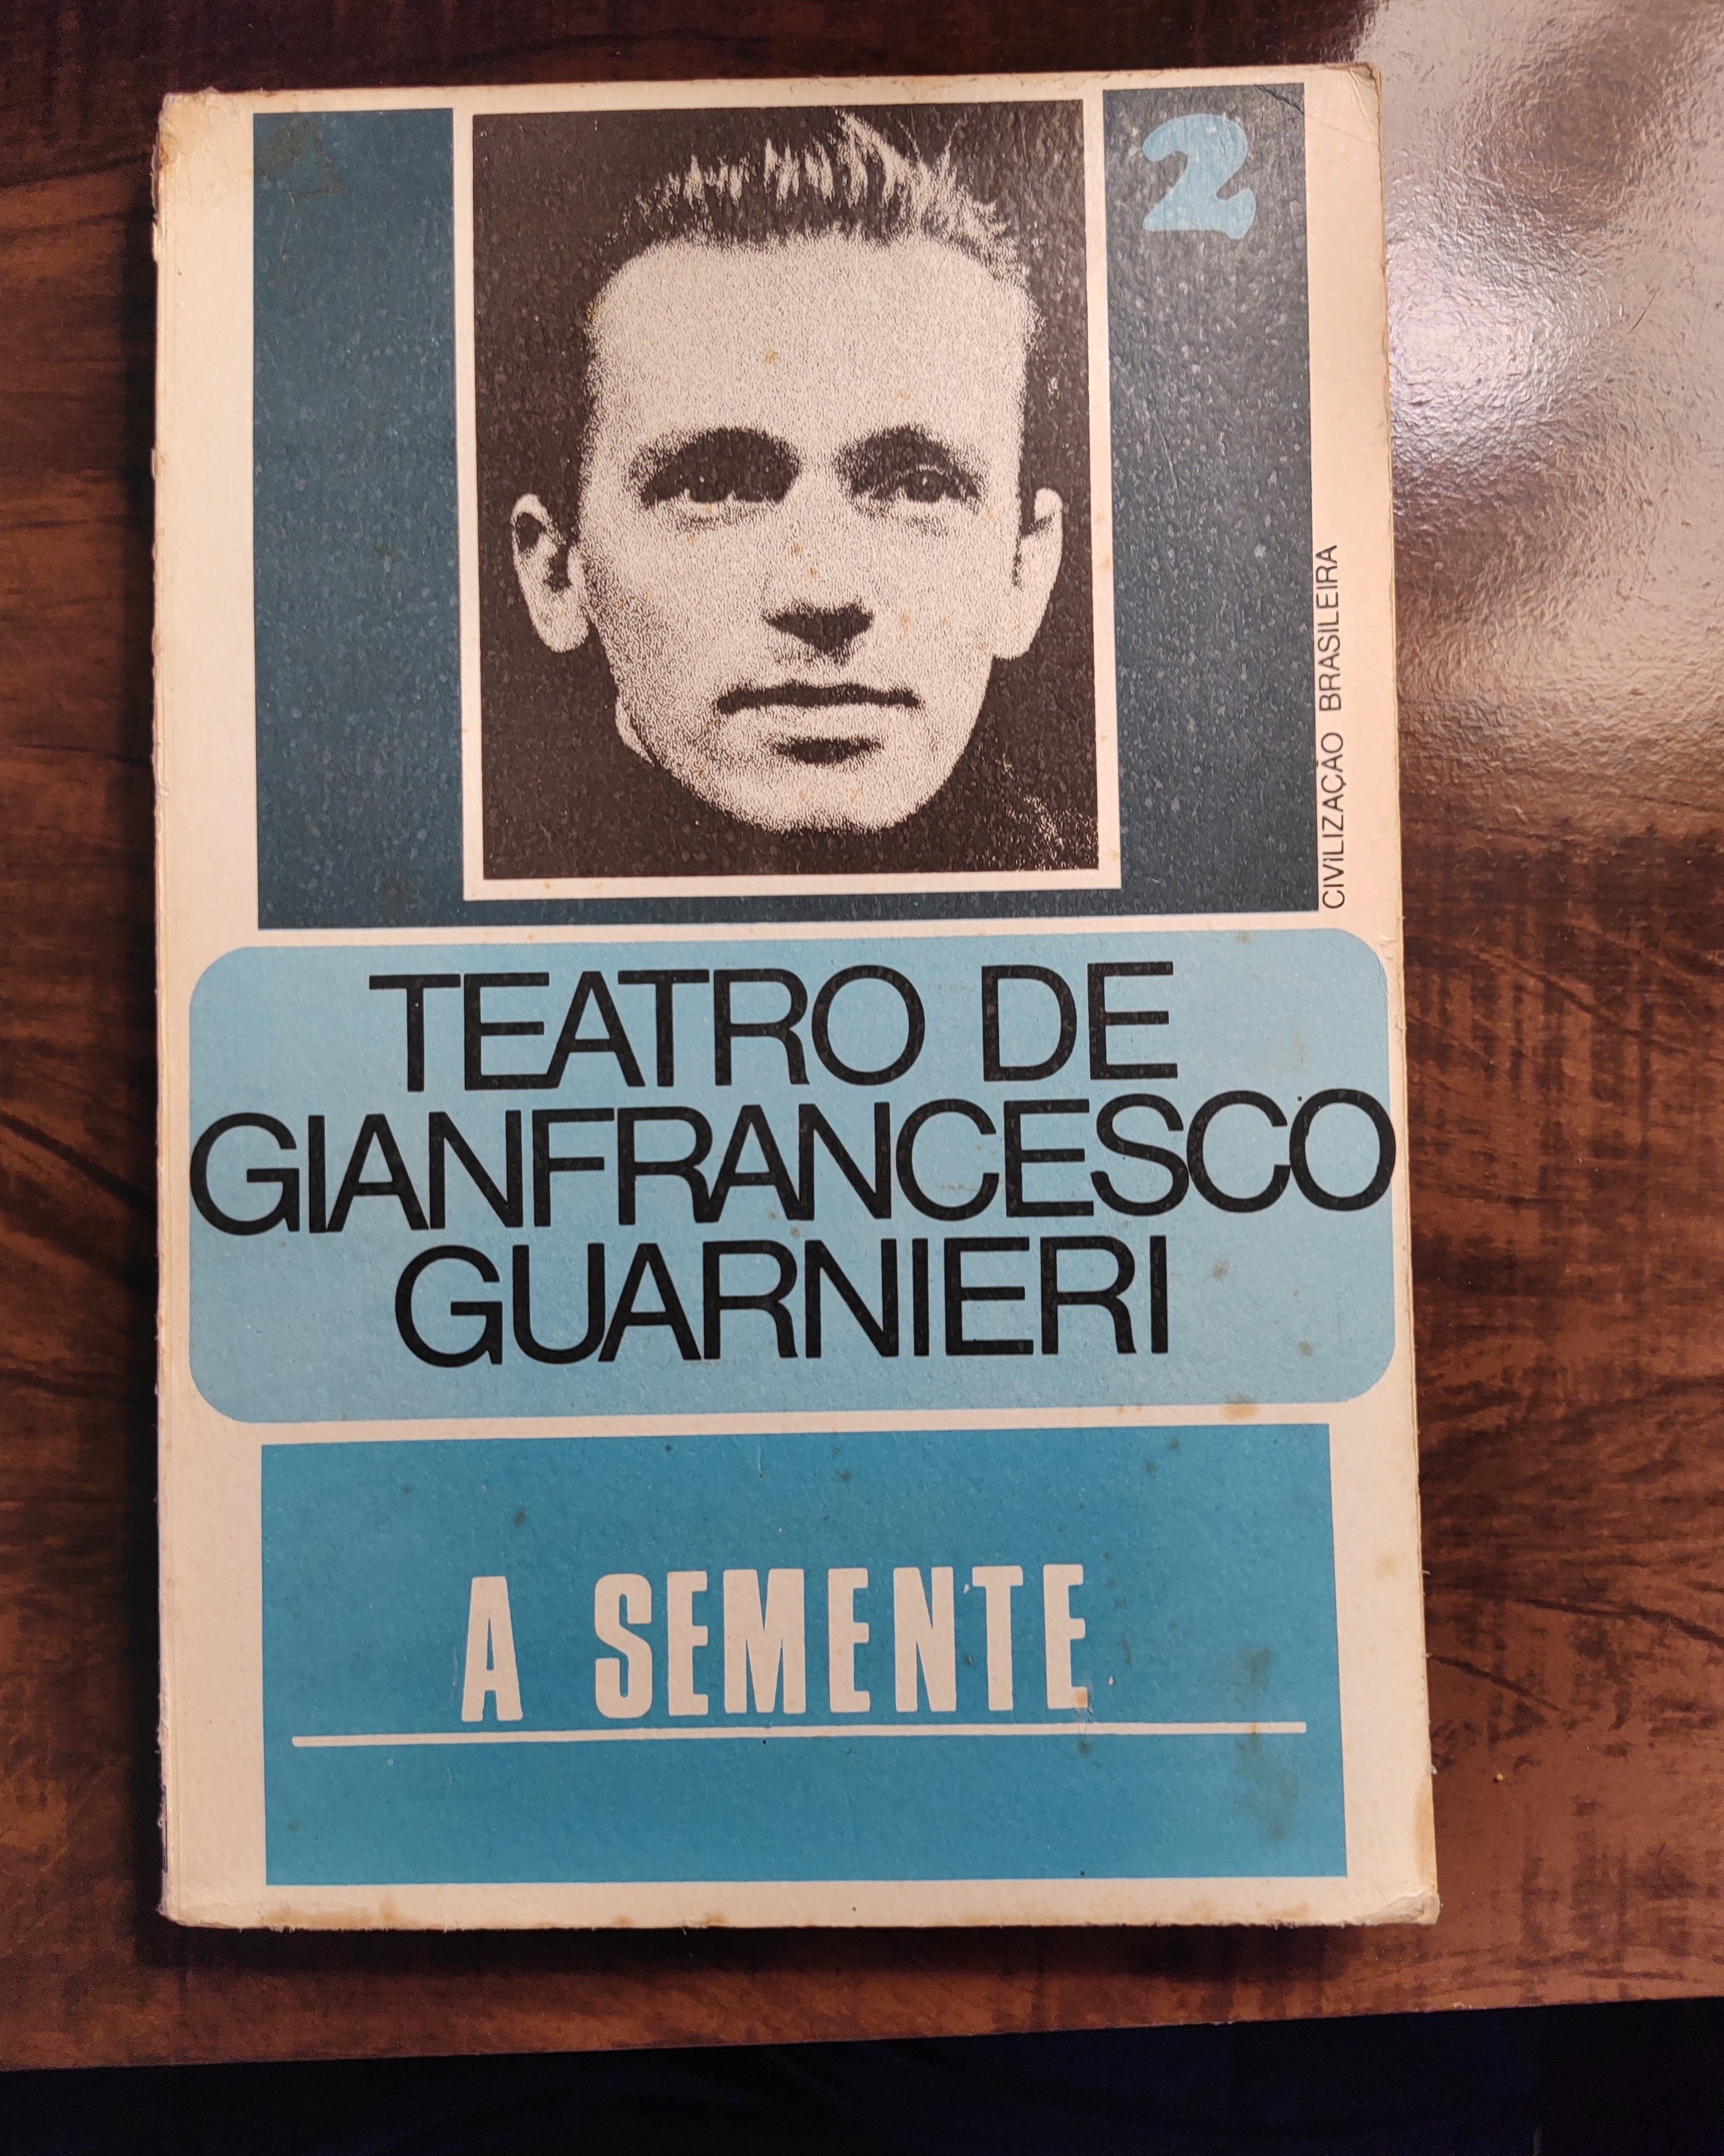 2
CIVILIZAÇÃO BRASILEIRA
TEATRO DE
GIANFRANCESCO
GUARNIERI
A SEMENTE